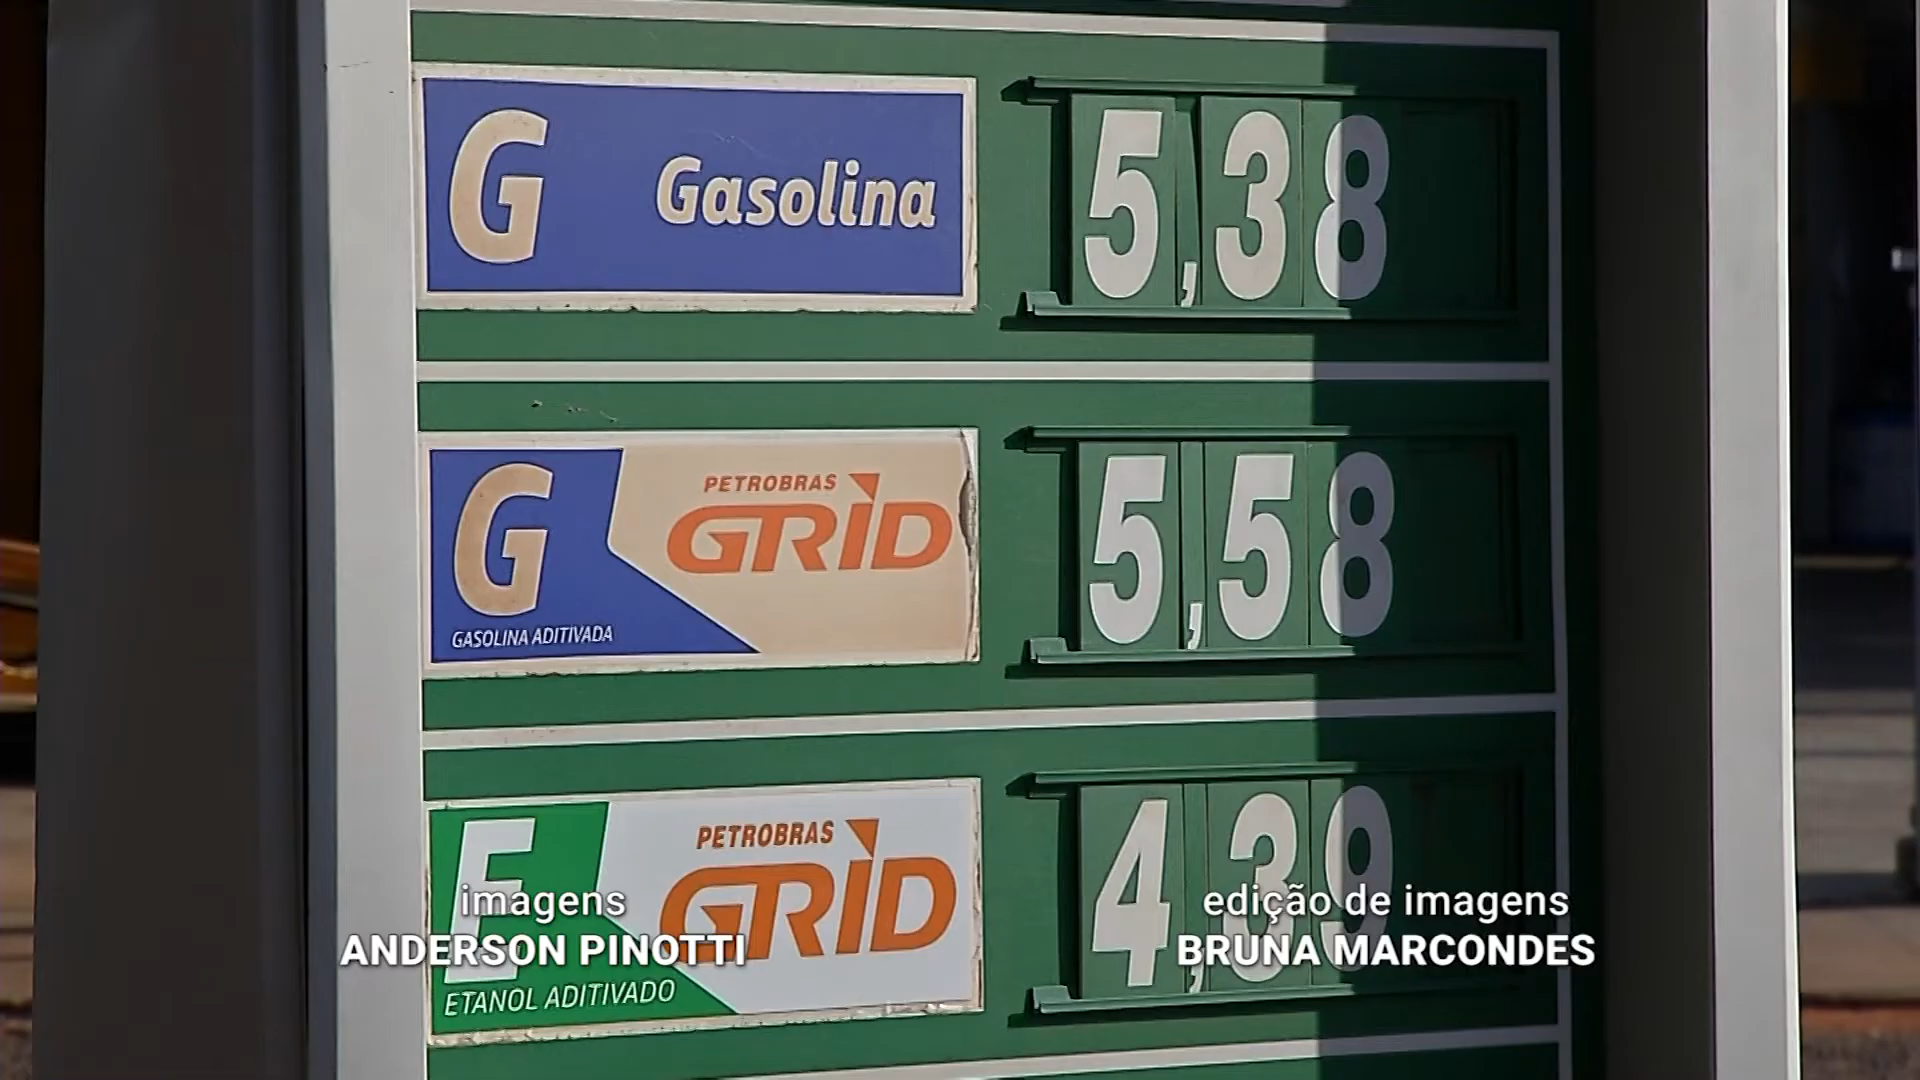 G Gasolina 5,38
PETROBRAS
G GRID 5,58
GASOLINA ADITIVADA
PETROBRAS
E GRID 4,39
imagens edição de imagens
ANDERSON PINOTTI BRUNA MARCONDES
ETANOL ADITIVADO